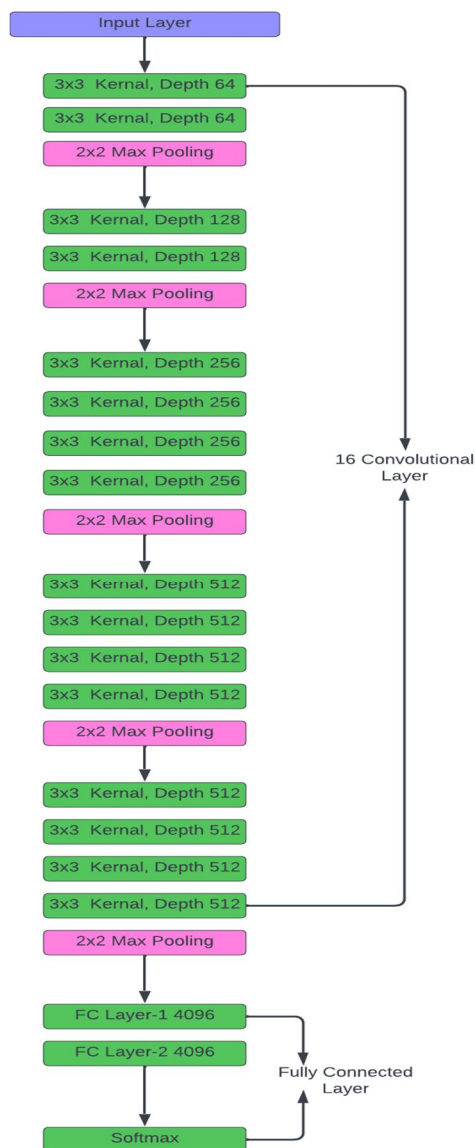 Input Layer
3x3 Kernal, Depth 64
3x3 Kernal, Depth 64
2x2 Max Pooling
3x3 Kernal, Depth 128
3x3 Kernal, Depth 128
2x2 Max Pooling
3x3 Kernal, Depth 256
3x3 Kernal, Depth 256
3x3 Kernal, Depth 256
3x3 Kernal, Depth 256
2x2 Max Pooling
3x3 Kernal, Depth 512
3x3 Kernal, Depth 512
3x3 Kernal, Depth 512
3x3 Kernal, Depth 512
2x2 Max Pooling
3x3 Kernal, Depth 512
3x3 Kernal, Depth 512
3x3 Kernal, Depth 512
3x3 Kernal, Depth 512
2x2 Max Pooling
16 Convolutional
Layer
FC Layer-1 4096
FC Layer-2 4096
Softmax
Fully Connected
Layer